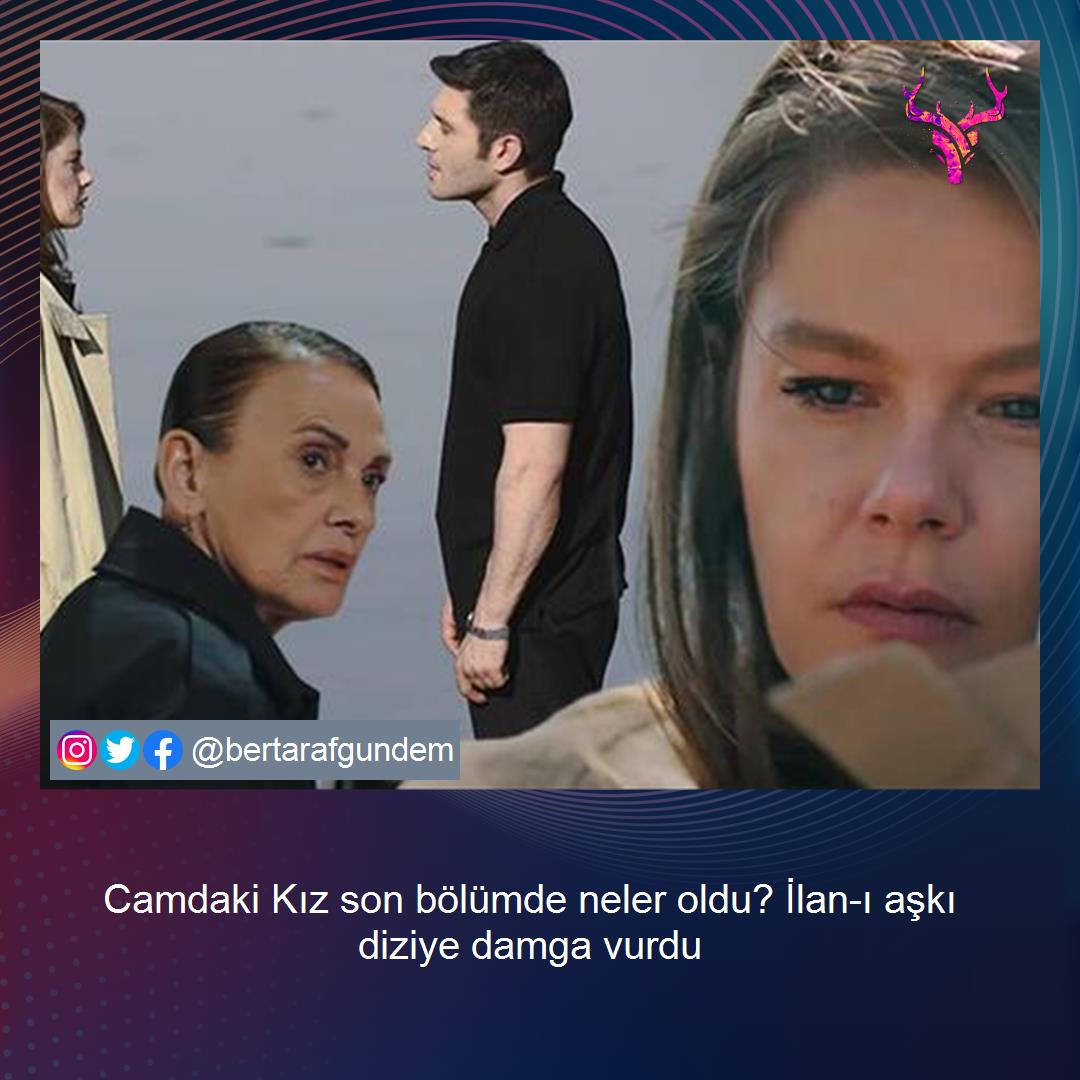 @bertarafgundem
Camdaki Kız son bölümde neler oldu? İlan-ı aşkı
diziye damga vurdu